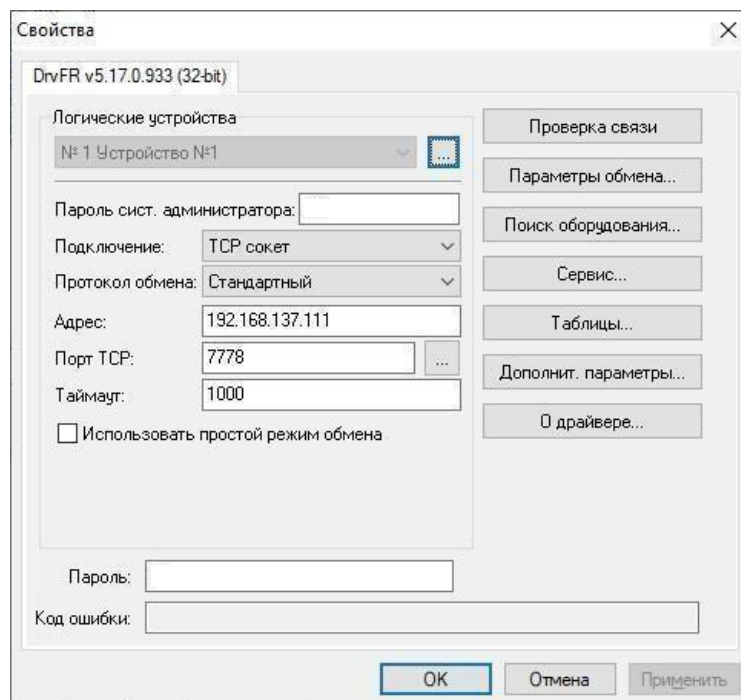 Свойства
DrvFR v5.17.0.933 (32-bit)
Логические устройства
№ 1 Устройство №1
...
Пароль сист. администратора:
Подключение: TCP сокет
Протокол обмена: Стандартный
Адрес: 192.168.137.111
Порт TCP: 7778 ...
Таймаут: 1000
Использовать простой режим обмена
Проверка связи
Параметры обмена...
Поиск оборудования...
Сервис...
Таблицы...
Дополнит. параметры...
О драйвере...
Пароль:
Код ошибки:
OK Отмена Применить